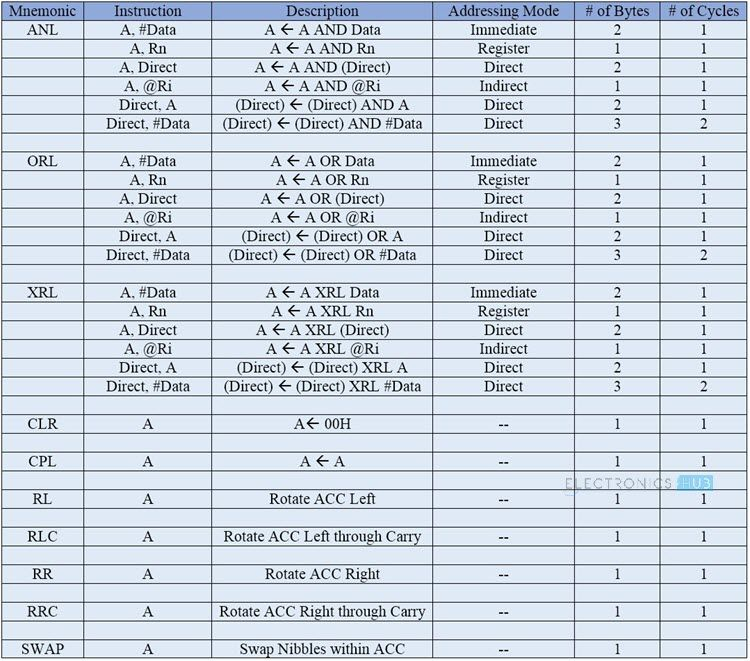 Mnemonic Instruction Description Addressing Mode # of Bytes # of Cycles
ANL A, #Data A ← A AND Data Immediate 2 1
A, Rn A ← A AND Rn Register 1 1
A, Direct A ← A AND (Direct) Direct 2 1
A, @Ri A ← A AND @Ri Indirect 1 1
Direct, A (Direct) ← (Direct) AND A Direct 2 1
Direct, #Data (Direct) ← (Direct) AND #Data Direct 3 2
ORL A, #Data A ← A OR Data Immediate 2 1
A, Rn A ← A OR Rn Register 1 1
A, Direct A ← A OR (Direct) Direct 2 1
A, @Ri A ← A OR @Ri Indirect 1 1
Direct, A (Direct) ← (Direct) OR A Direct 2 1
Direct, #Data (Direct) ← (Direct) OR #Data Direct 3 2
XRL A, #Data A ← A XRL Data Immediate 2 1
A, Rn A ← A XRL Rn Register 1 1
A, Direct A ← A XRL (Direct) Direct 2 1
A, @Ri A ← A XRL @Ri Indirect 1 1
Direct, A (Direct) ← (Direct) XRL A Direct 2 1
Direct, #Data (Direct) ← (Direct) XRL #Data Direct 3 2
CLR A A← 00H -- 1 1
CPL A A ← A -- 1 1
ELECTRONICS HUB
RL A Rotate ACC Left -- 1 1
RLC A Rotate ACC Left through Carry -- 1 1
RR A Rotate ACC Right -- 1 1
RRC A Rotate ACC Right through Carry -- 1 1
SWAP A Swap Nibbles within ACC -- 1 1